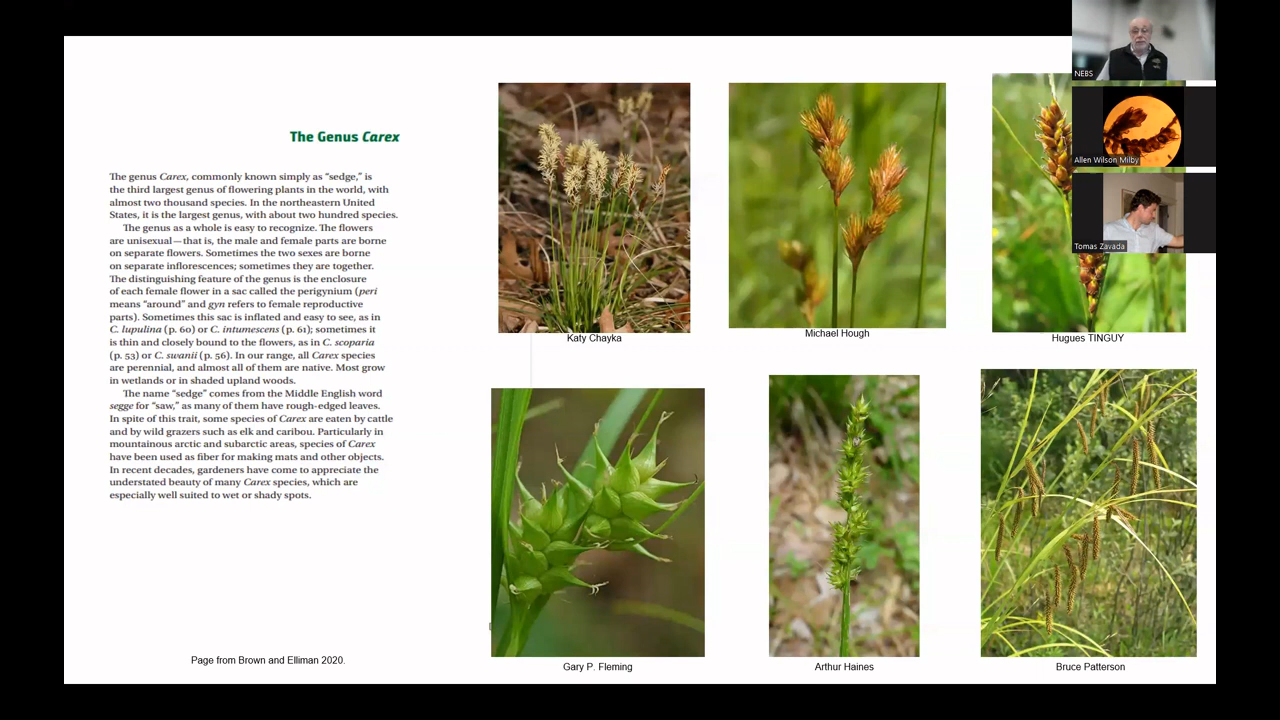 The Genus Carex
The genus Carex, commonly known simply as “sedge,” is
the third largest genus of flowering plants in the world, with
almost two thousand species. In the northeastern United
States, it is the largest genus, with about two hundred species.
The genus as a whole is easy to recognize. The flowers
are unisexual—that is, the male and female parts are borne
on separate flowers. Sometimes the two sexes are borne
on separate inflorescences; sometimes they are together.
The distinguishing feature of the genus is the enclosure
of each female flower in a sac called the perigynium (peri
means “around” and gyn refers to female reproductive
parts). Sometimes this sac is inflated and easy to see, as in
C. lupulina (p. 60) or C. intumescens (p. 61); sometimes it
is thin and closely bound to the flowers, as in C. scoparia
(p. 53) or C. swanii (p. 56). In our range, all Carex species
are perennial, and almost all of them are native. Most grow
in wetlands or in shaded upland woods.
The name “sedge” comes from the Middle English word
segge for “saw,” as many of them have rough-edged leaves.
In spite of this trait, some species of Carex are eaten by cattle
and by wild grazers such as elk and caribou. Particularly in
mountainous arctic and subarctic areas, species of Carex
have been used as fiber for making mats and other objects.
In recent decades, gardeners have come to appreciate the
understated beauty of many Carex species, which are
especially well suited to wet or shady spots.
Page from Brown and Elliman 2020.
Katy Chayka
Michael Hough
Hugues TINGUY
Gary P. Fleming
Arthur Haines
Bruce Patterson
NEBS
Allen Wilson Milby
Tomas Zavada